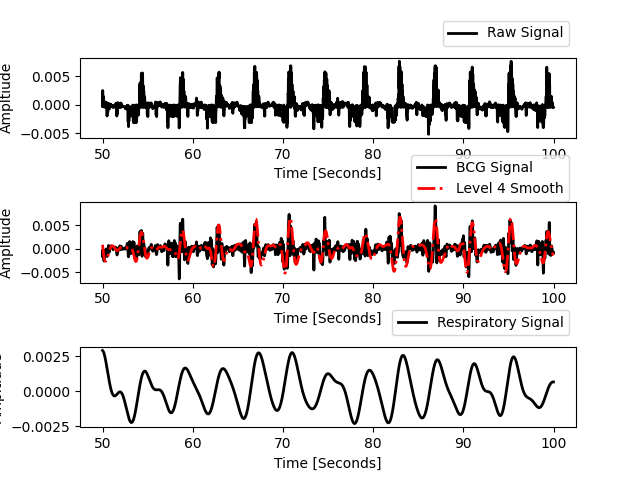 Raw Signal
0.005
0.000
−0.005
Ampltiude
50 60 70 80 90 100
Time [Seconds]
BCG Signal
Level 4 Smooth
0.005
0.000
−0.005
Ampltiude
50 60 70 80 90 100
Time [Seconds]
Respiratory Signal
0.0025
0.0000
−0.0025
50 60 70 80 90 100
Time [Seconds]